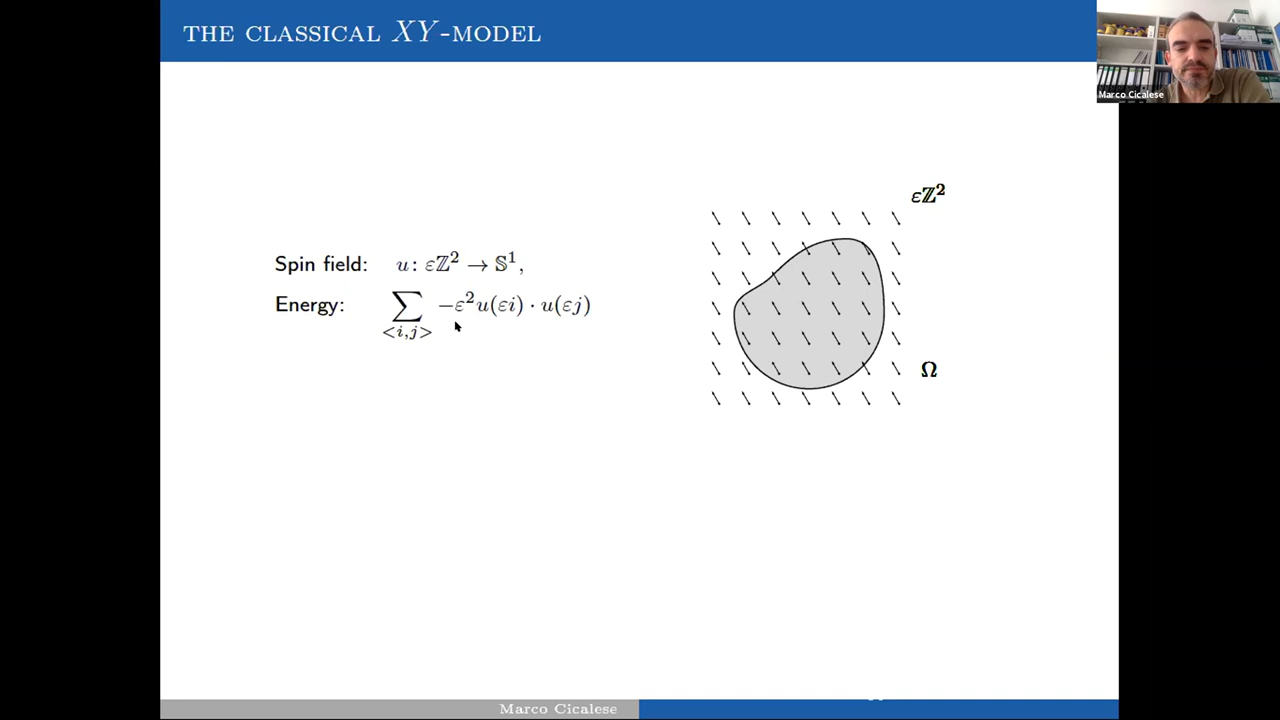 THE CLASSICAL XY-MODEL
Marco Cicalese
εℤ²
Spin field: u: εℤ² → 𝕊¹,
Energy: ∑ −ε²u(εi) · u(εj)
<i,j>
Ω
Marco Cicalese